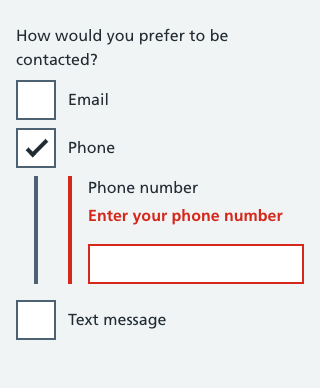 How would you prefer to be
contacted?
Email
Phone
Phone number
Enter your phone number
Text message